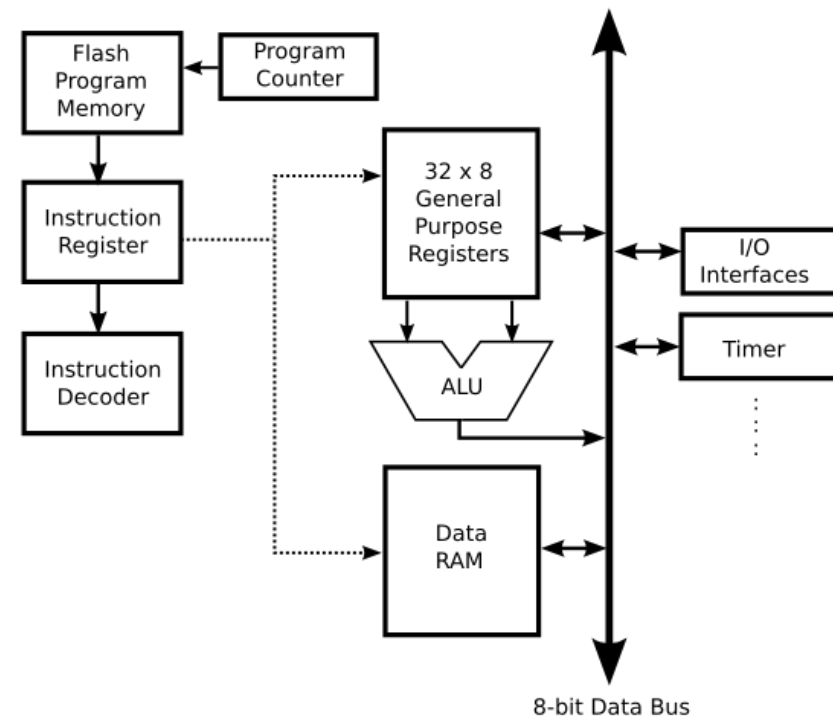 Flash
Program
Memory
Program
Counter
Instruction
Register
Instruction
Decoder
32 x 8
General
Purpose
Registers
ALU
Data
RAM
I/O
Interfaces
Timer
8-bit Data Bus